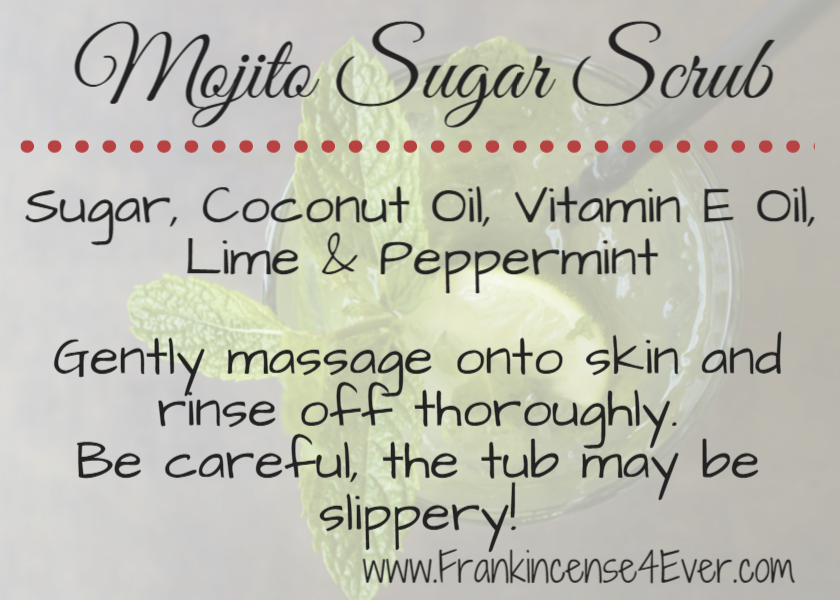 Mojito Sugar Scrub
Sugar, Coconut Oil, Vitamin E Oil,
Lime & Peppermint
Gently massage onto skin and
rinse off thoroughly.
Be careful, the tub may be
slippery!
www.Frankincense4Ever.com